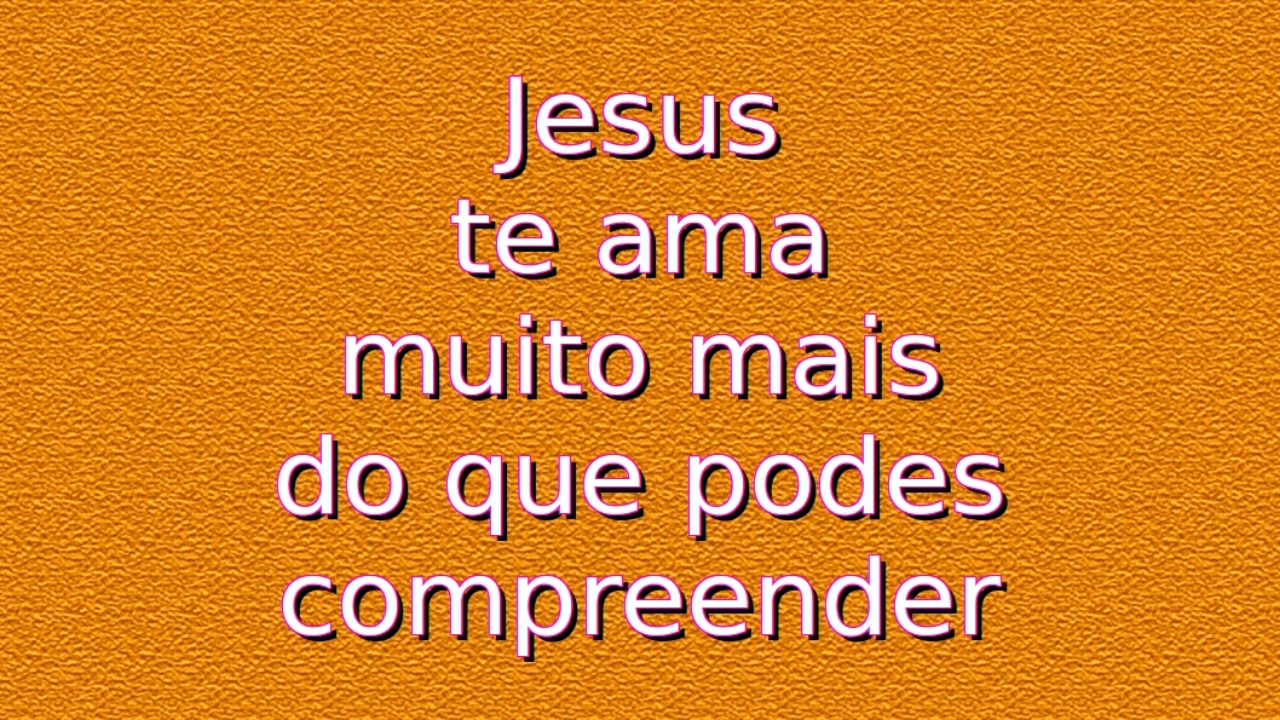 Jesus
te ama
muito mais
do que podes
compreender